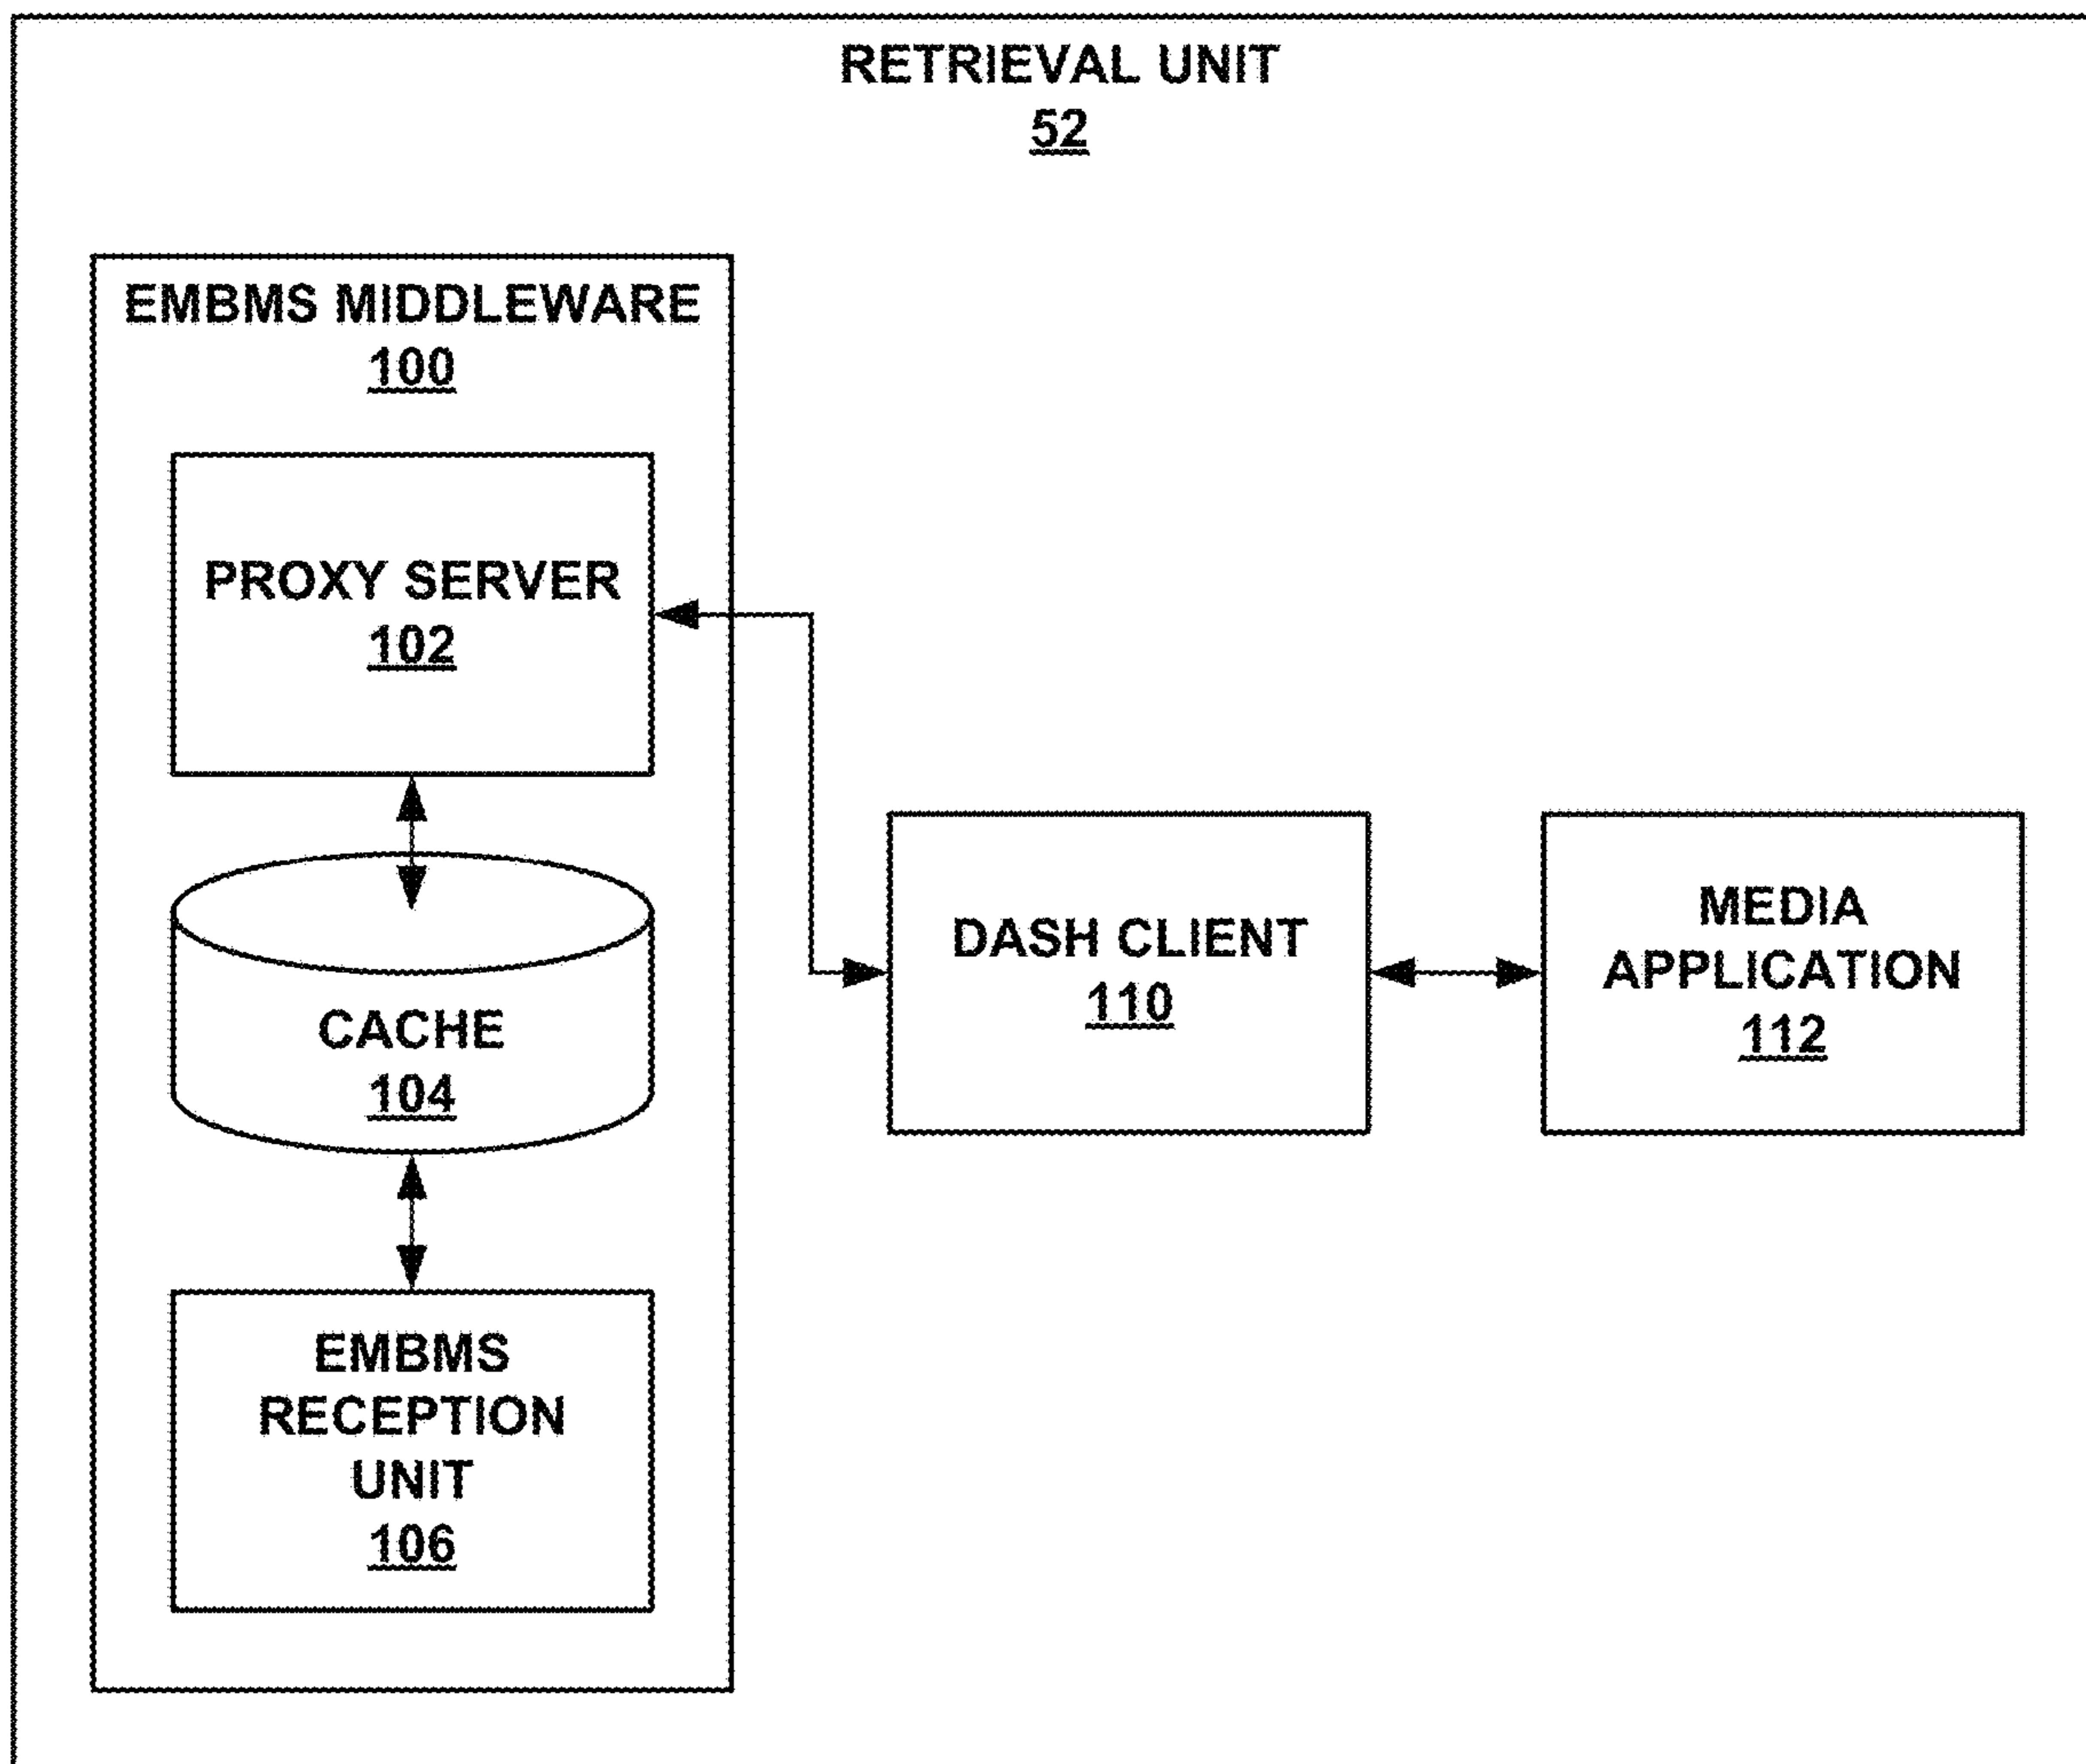 RETRIEVAL UNIT
52
EMBMS MIDDLEWARE
100
PROXY SERVER
102
CACHE
104
EMBMS
RECEPTION
UNIT
106
DASH CLIENT
110
MEDIA
APPLICATION
112